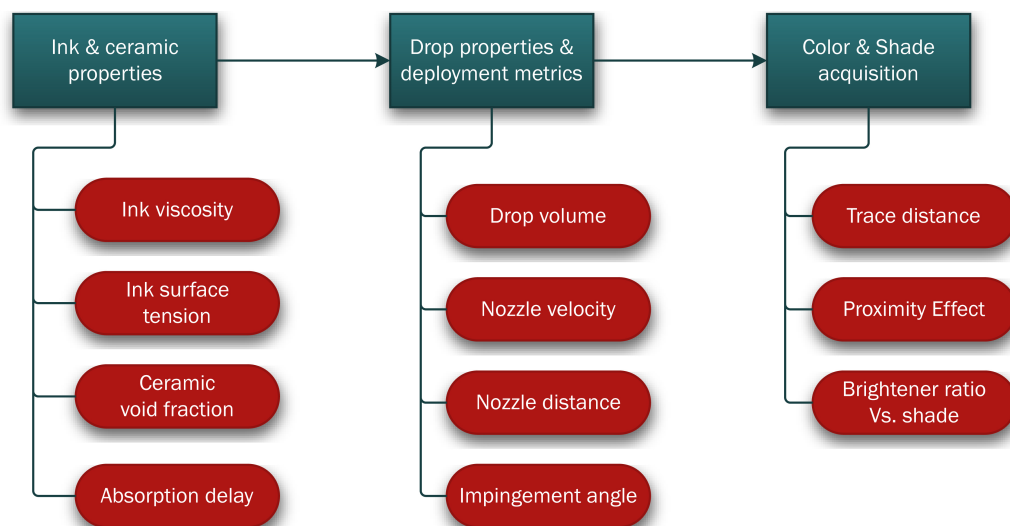 Ink & ceramic
properties
Drop properties &
deployment metrics
Color & Shade
acquisition
Ink viscosity
Ink surface
tension
Ceramic
void fraction
Absorption delay
Drop volume
Nozzle velocity
Nozzle distance
Impingement angle
Trace distance
Proximity Effect
Brightener ratio
Vs. shade